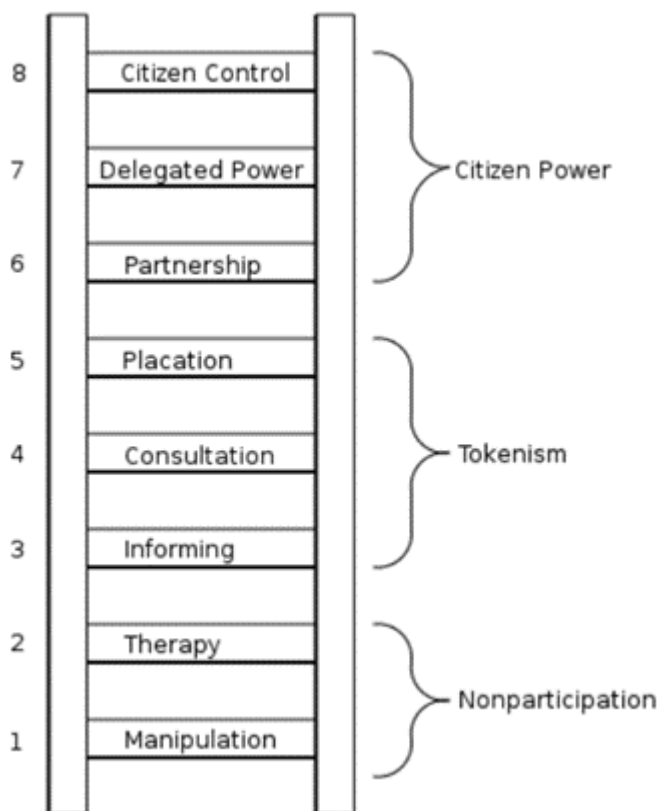 8 Citizen Control
7 Delegated Power
Citizen Power
6 Partnership
5 Placation
4 Consultation
Tokenism
3 Informing
2 Therapy
Nonparticipation
1 Manipulation